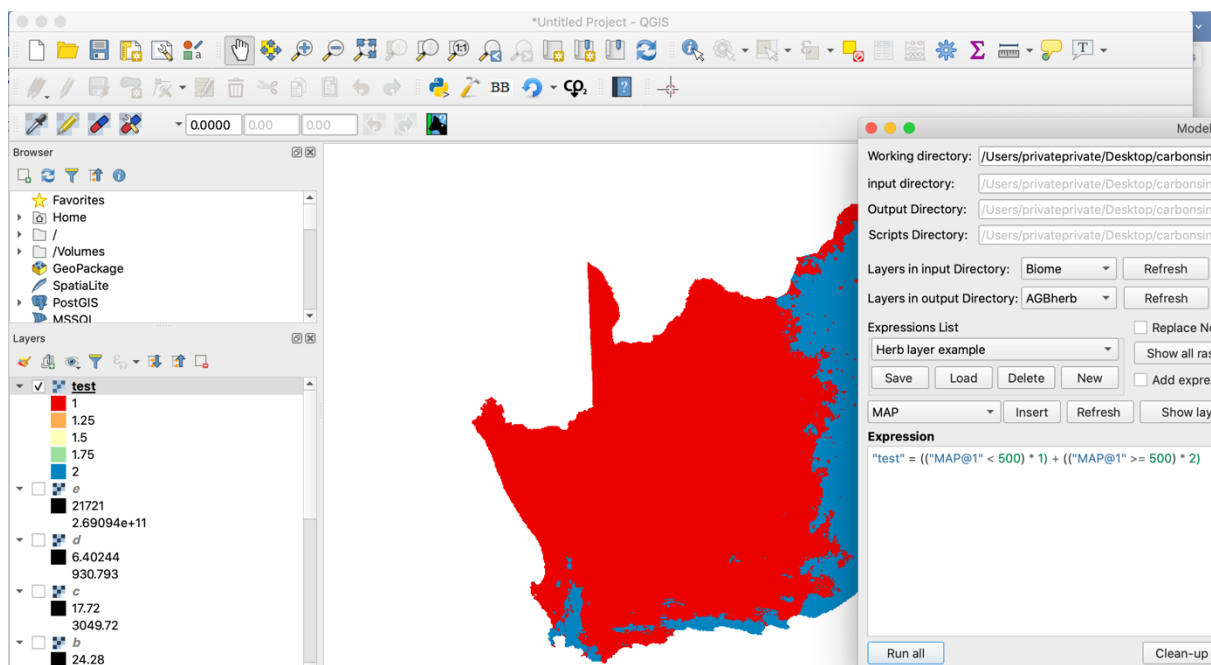 *Untitled Project - QGIS
1:1
BB
CO₂
T
0.0000 0.00 0.00
Browser
Favorites
Home
/
/Volumes
GeoPackage
SpatiaLite
PostGIS
MSSQL
Layers
test
1
1.25
1.5
1.75
2
e
21721
2.69094e+11
d
6.40244
930.793
c
17.72
3049.72
b
24.28
Model
Working directory: /Users/privateprivate/Desktop/carbonsin
input directory: /Users/privateprivate/Desktop/carbonsin
Output Directory: /Users/privateprivate/Desktop/carbonsin
Scripts Directory: /Users/privateprivate/Desktop/carbonsin
Layers in input Directory: Biome Refresh
Layers in output Directory: AGBherb Refresh
Expressions List Replace No
Herb layer example Show all ras
Save Load Delete New Add expre
MAP Insert Refresh Show lay
Expression
"test" = (("MAP@1" < 500) * 1) + (("MAP@1" >= 500) * 2)
Run all Clean-up